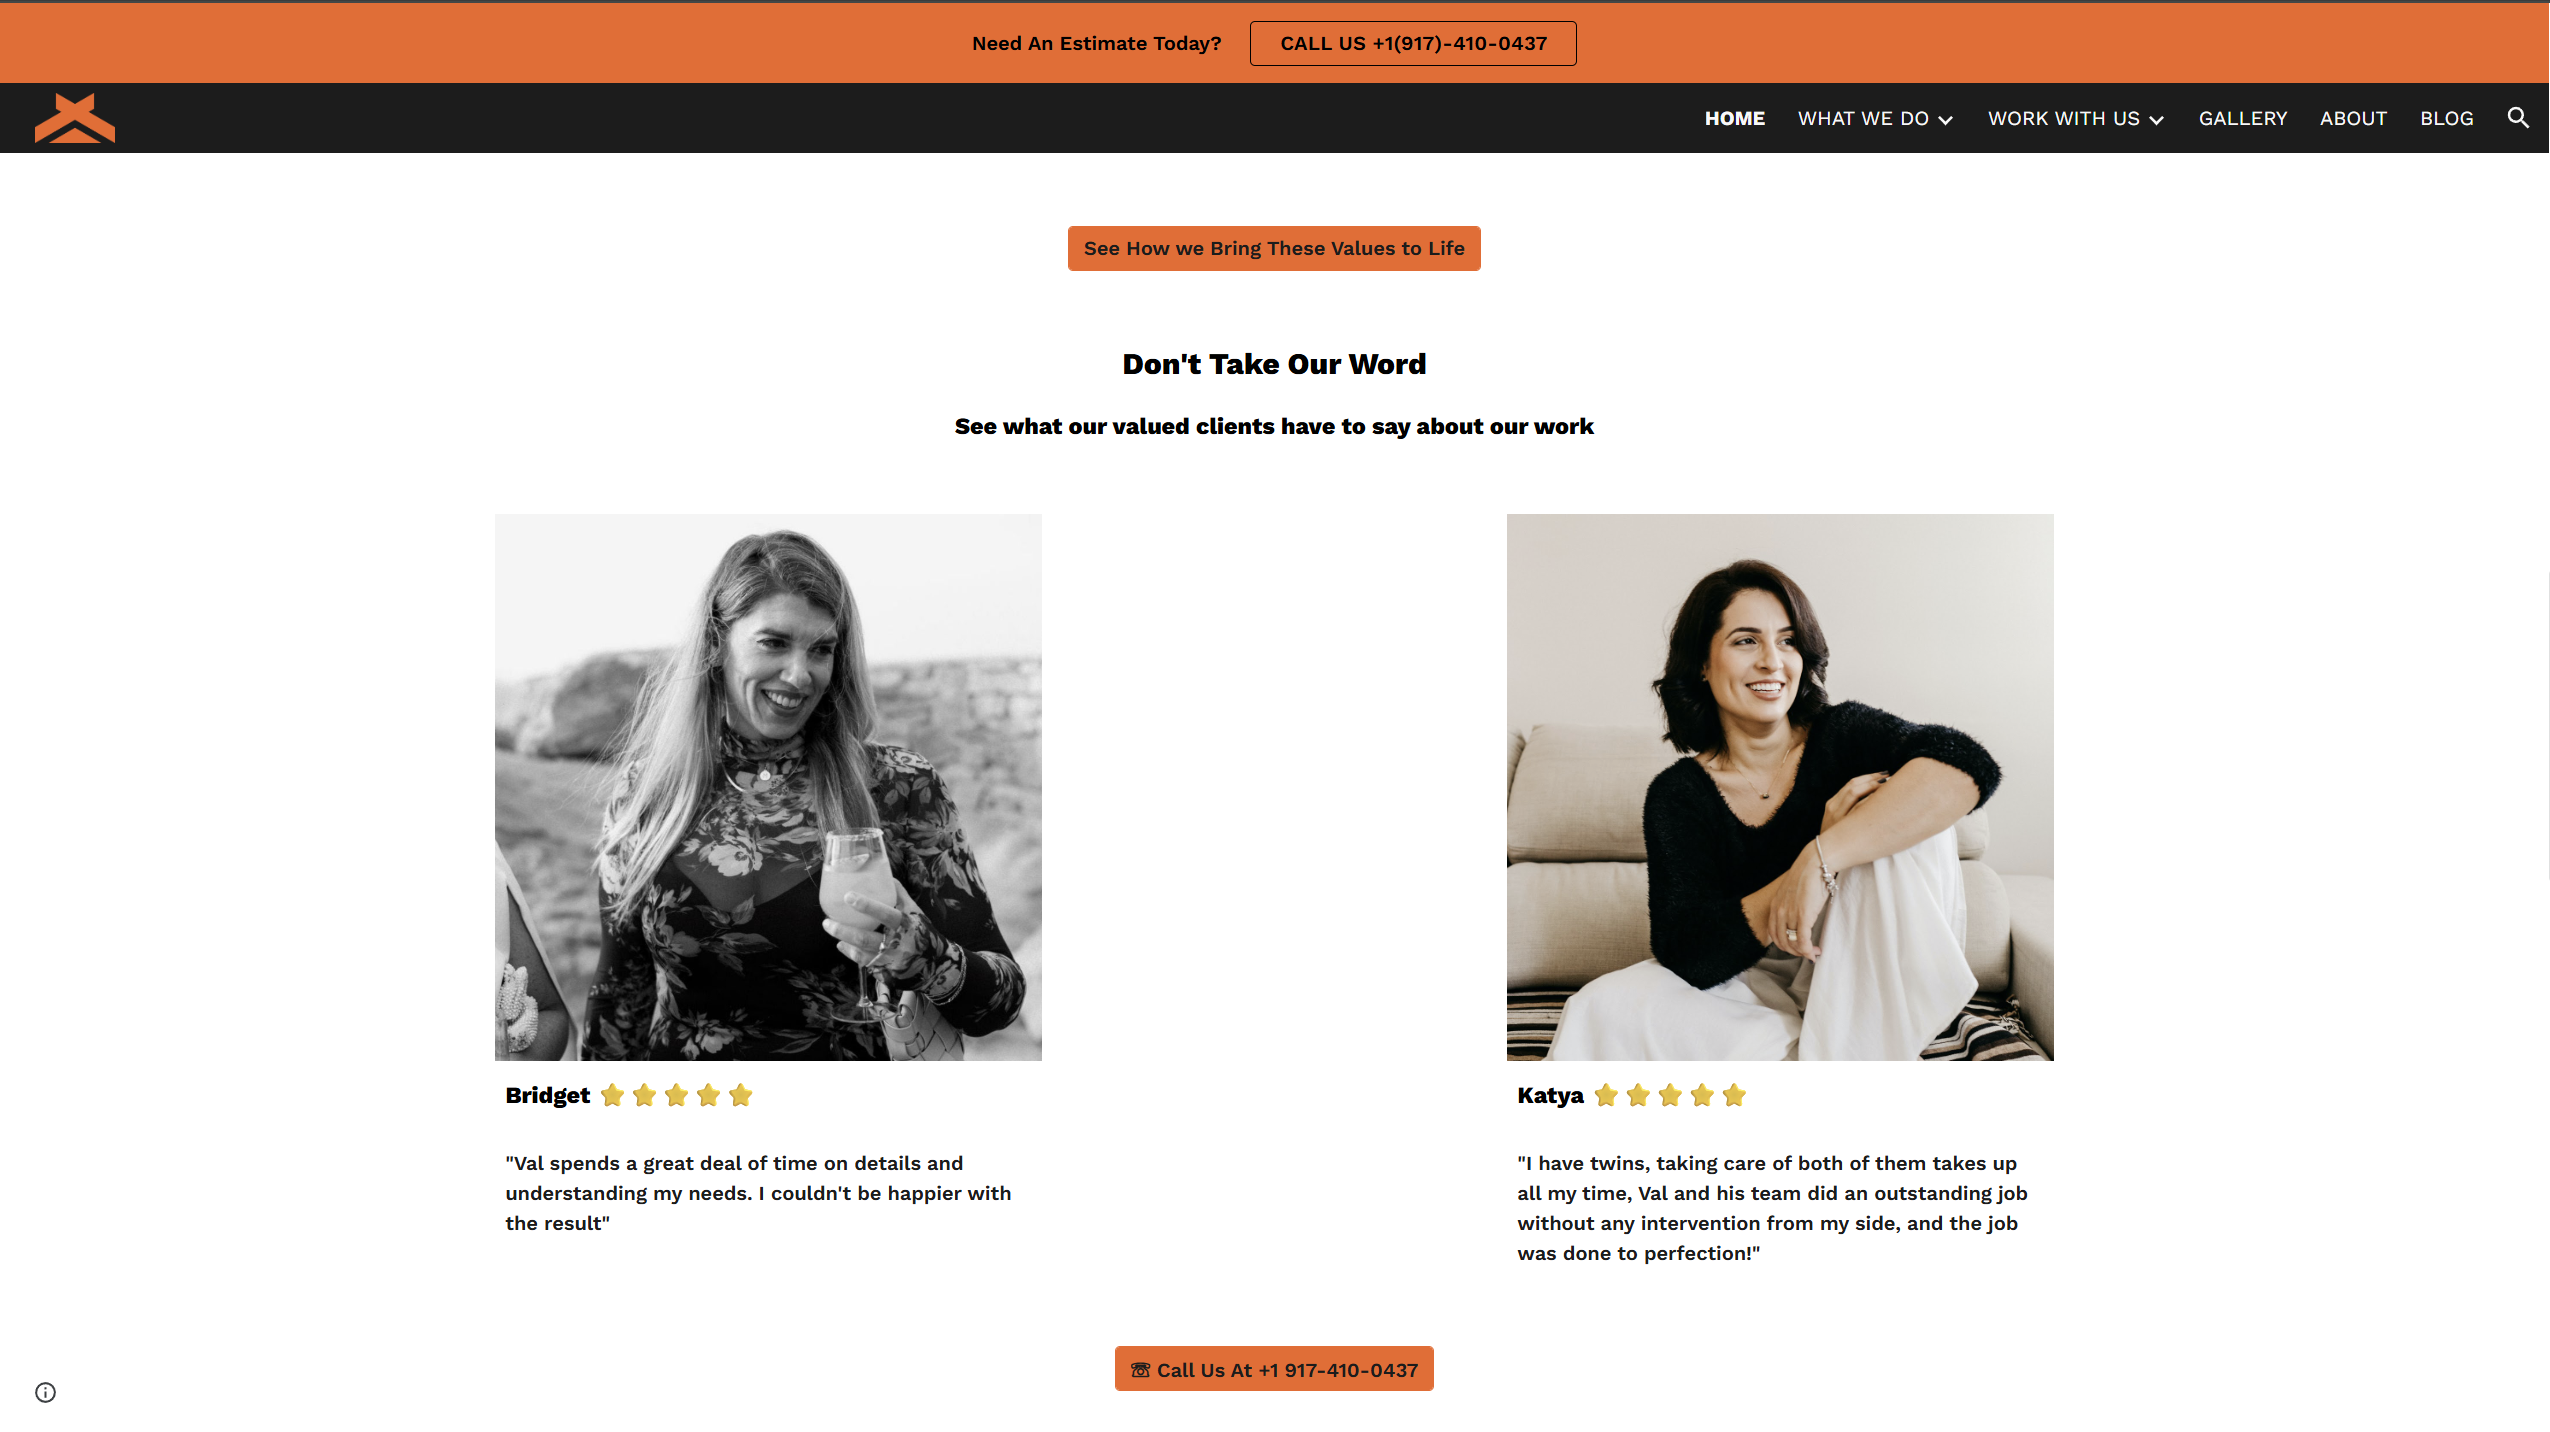 Need An Estimate Today?
CALL US +1(917)-410-0437
HOME
WHAT WE DO
WORK WITH US
GALLERY
ABOUT
BLOG
See How we Bring These Values to Life
Don't Take Our Word
See what our valued clients have to say about our work
Bridget ⭐⭐⭐⭐⭐
"Val spends a great deal of time on details and
understanding my needs. I couldn't be happier with
the result"
Katya ⭐⭐⭐⭐⭐
"I have twins, taking care of both of them takes up
all my time, Val and his team did an outstanding job
without any intervention from my side, and the job
was done to perfection!"
☏ Call Us At +1 917-410-0437